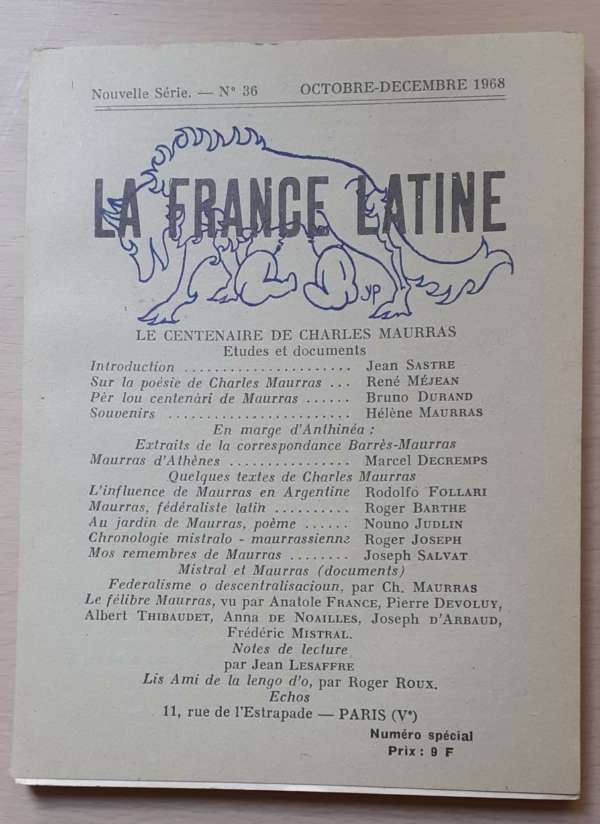 Nouvelle Série. — N° 36 OCTOBRE-DECEMBRE 1968
LA FRANCE LATINE
yp
LE CENTENAIRE DE CHARLES MAURRAS
Etudes et documents
Introduction ...................... Jean SASTRE
Sur la poésie de Charles Maurras ... René MÉJEAN
Pèr lou centenàri de Maurras ...... Bruno DURAND
Souvenirs ........................ Hélène MAURRAS
En marge d'Anthinéa :
Extraits de la correspondance Barrès-Maurras
Maurras d'Athènes ................ Marcel DECREMPS
Quelques textes de Charles Maurras
L'influence de Maurras en Argentine Rodolfo FOLLARI
Maurras, fédéraliste latin .......... Roger BARTHE
Au jardin de Maurras, poème ...... Nouno JUDLIN
Chronologie mistralo - maurrassienne Roger JOSEPH
Mos remembres de Maurras ........ Joseph SALVAT
Mistral et Maurras (documents)
Federalisme o descentralisacioun, par Ch. MAURRAS
Le félibre Maurras, vu par Anatole FRANCE, Pierre DEVOLUY,
Albert THIBAUDET, Anna DE NOAILLES, Joseph D'ARBAUD,
Frédéric MISTRAL.
Notes de lecture
par Jean LESAFFRE
Lis Ami de la lengo d'o, par Roger ROUX.
Echos
11, rue de l'Estrapade — PARIS (Vᵉ)
Numéro spécial
Prix : 9 F